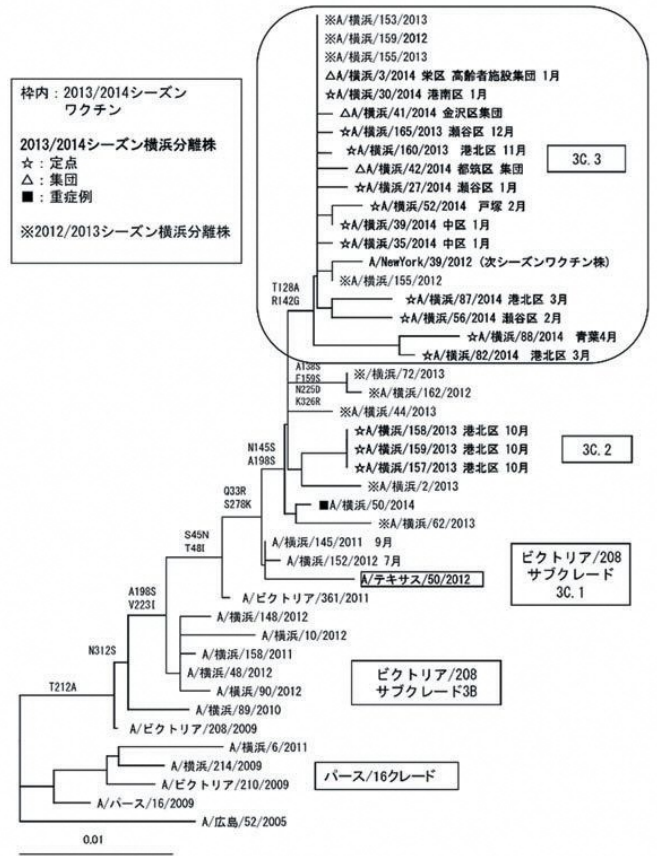 枠内：2013/2014シーズン
ワクチン
2013/2014シーズン横浜分離株
☆：定点
△：集団
■：重症例
※2012/2013シーズン横浜分離株
※A/横浜/153/2013
※A/横浜/159/2012
※A/横浜/155/2013
△A/横浜/3/2014 栄区 高齢者施設集団 1月
☆A/横浜/30/2014 港南区 1月
△A/横浜/41/2014 金沢区集団
☆A/横浜/165/2013 瀬谷区 12月
☆A/横浜/160/2013 港北区 11月
3C.3
△A/横浜/42/2014 都筑区 集団
☆A/横浜/27/2014 瀬谷区 1月
☆A/横浜/52/2014 戸塚 2月
☆A/横浜/39/2014 中区 1月
☆A/横浜/35/2014 中区 1月
A/NewYork/39/2012 (次シーズンワクチン株)
※A/横浜/155/2012
T128A
R142G
☆A/横浜/87/2014 港北区 3月
☆A/横浜/56/2014 瀬谷区 2月
☆A/横浜/88/2014 青葉4月
☆A/横浜/82/2014 港北区 3月
A138S
F159S
N225D
K326R
※/横浜/72/2013
※A/横浜/162/2012
※A/横浜/44/2013
☆A/横浜/158/2013 港北区 10月
☆A/横浜/159/2013 港北区 10月
☆A/横浜/157/2013 港北区 10月
3C.2
N145S
A198S
※A/横浜/2/2013
■A/横浜/50/2014
※A/横浜/62/2013
Q33R
S278K
A/横浜/145/2011 9月
A/横浜/152/2012 7月
A/テキサス/50/2012
ビクトリア/208
サブクレード
3C.1
S45N
T48I
A/ビクトリア/361/2011
A198S
V223I
A/横浜/148/2012
A/横浜/10/2012
A/横浜/158/2011
A/横浜/48/2012
A/横浜/90/2012
ビクトリア/208
サブクレード3B
N312S
A/横浜/89/2010
T212A
A/ビクトリア/208/2009
A/横浜/6/2011
A/横浜/214/2009
A/ビクトリア/210/2009
A/パース/16/2009
パース/16クレード
A/広島/52/2005
0.01